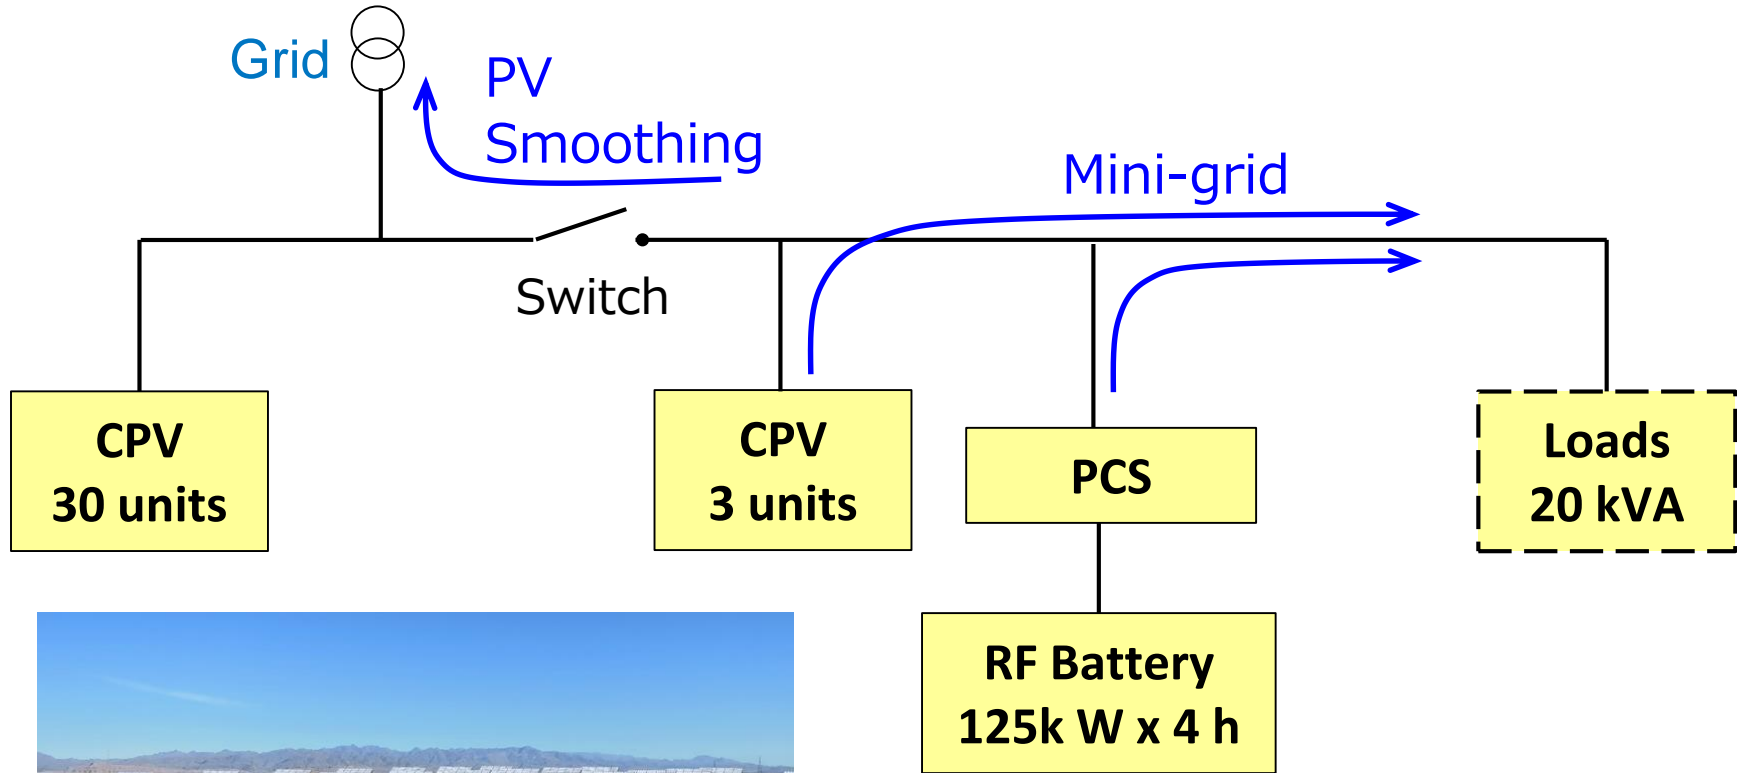 Grid
PV
Smoothing
Mini-grid
Switch
CPV
30 units
CPV
3 units
PCS
Loads
20 kVA
RF Battery
125k W x 4 h